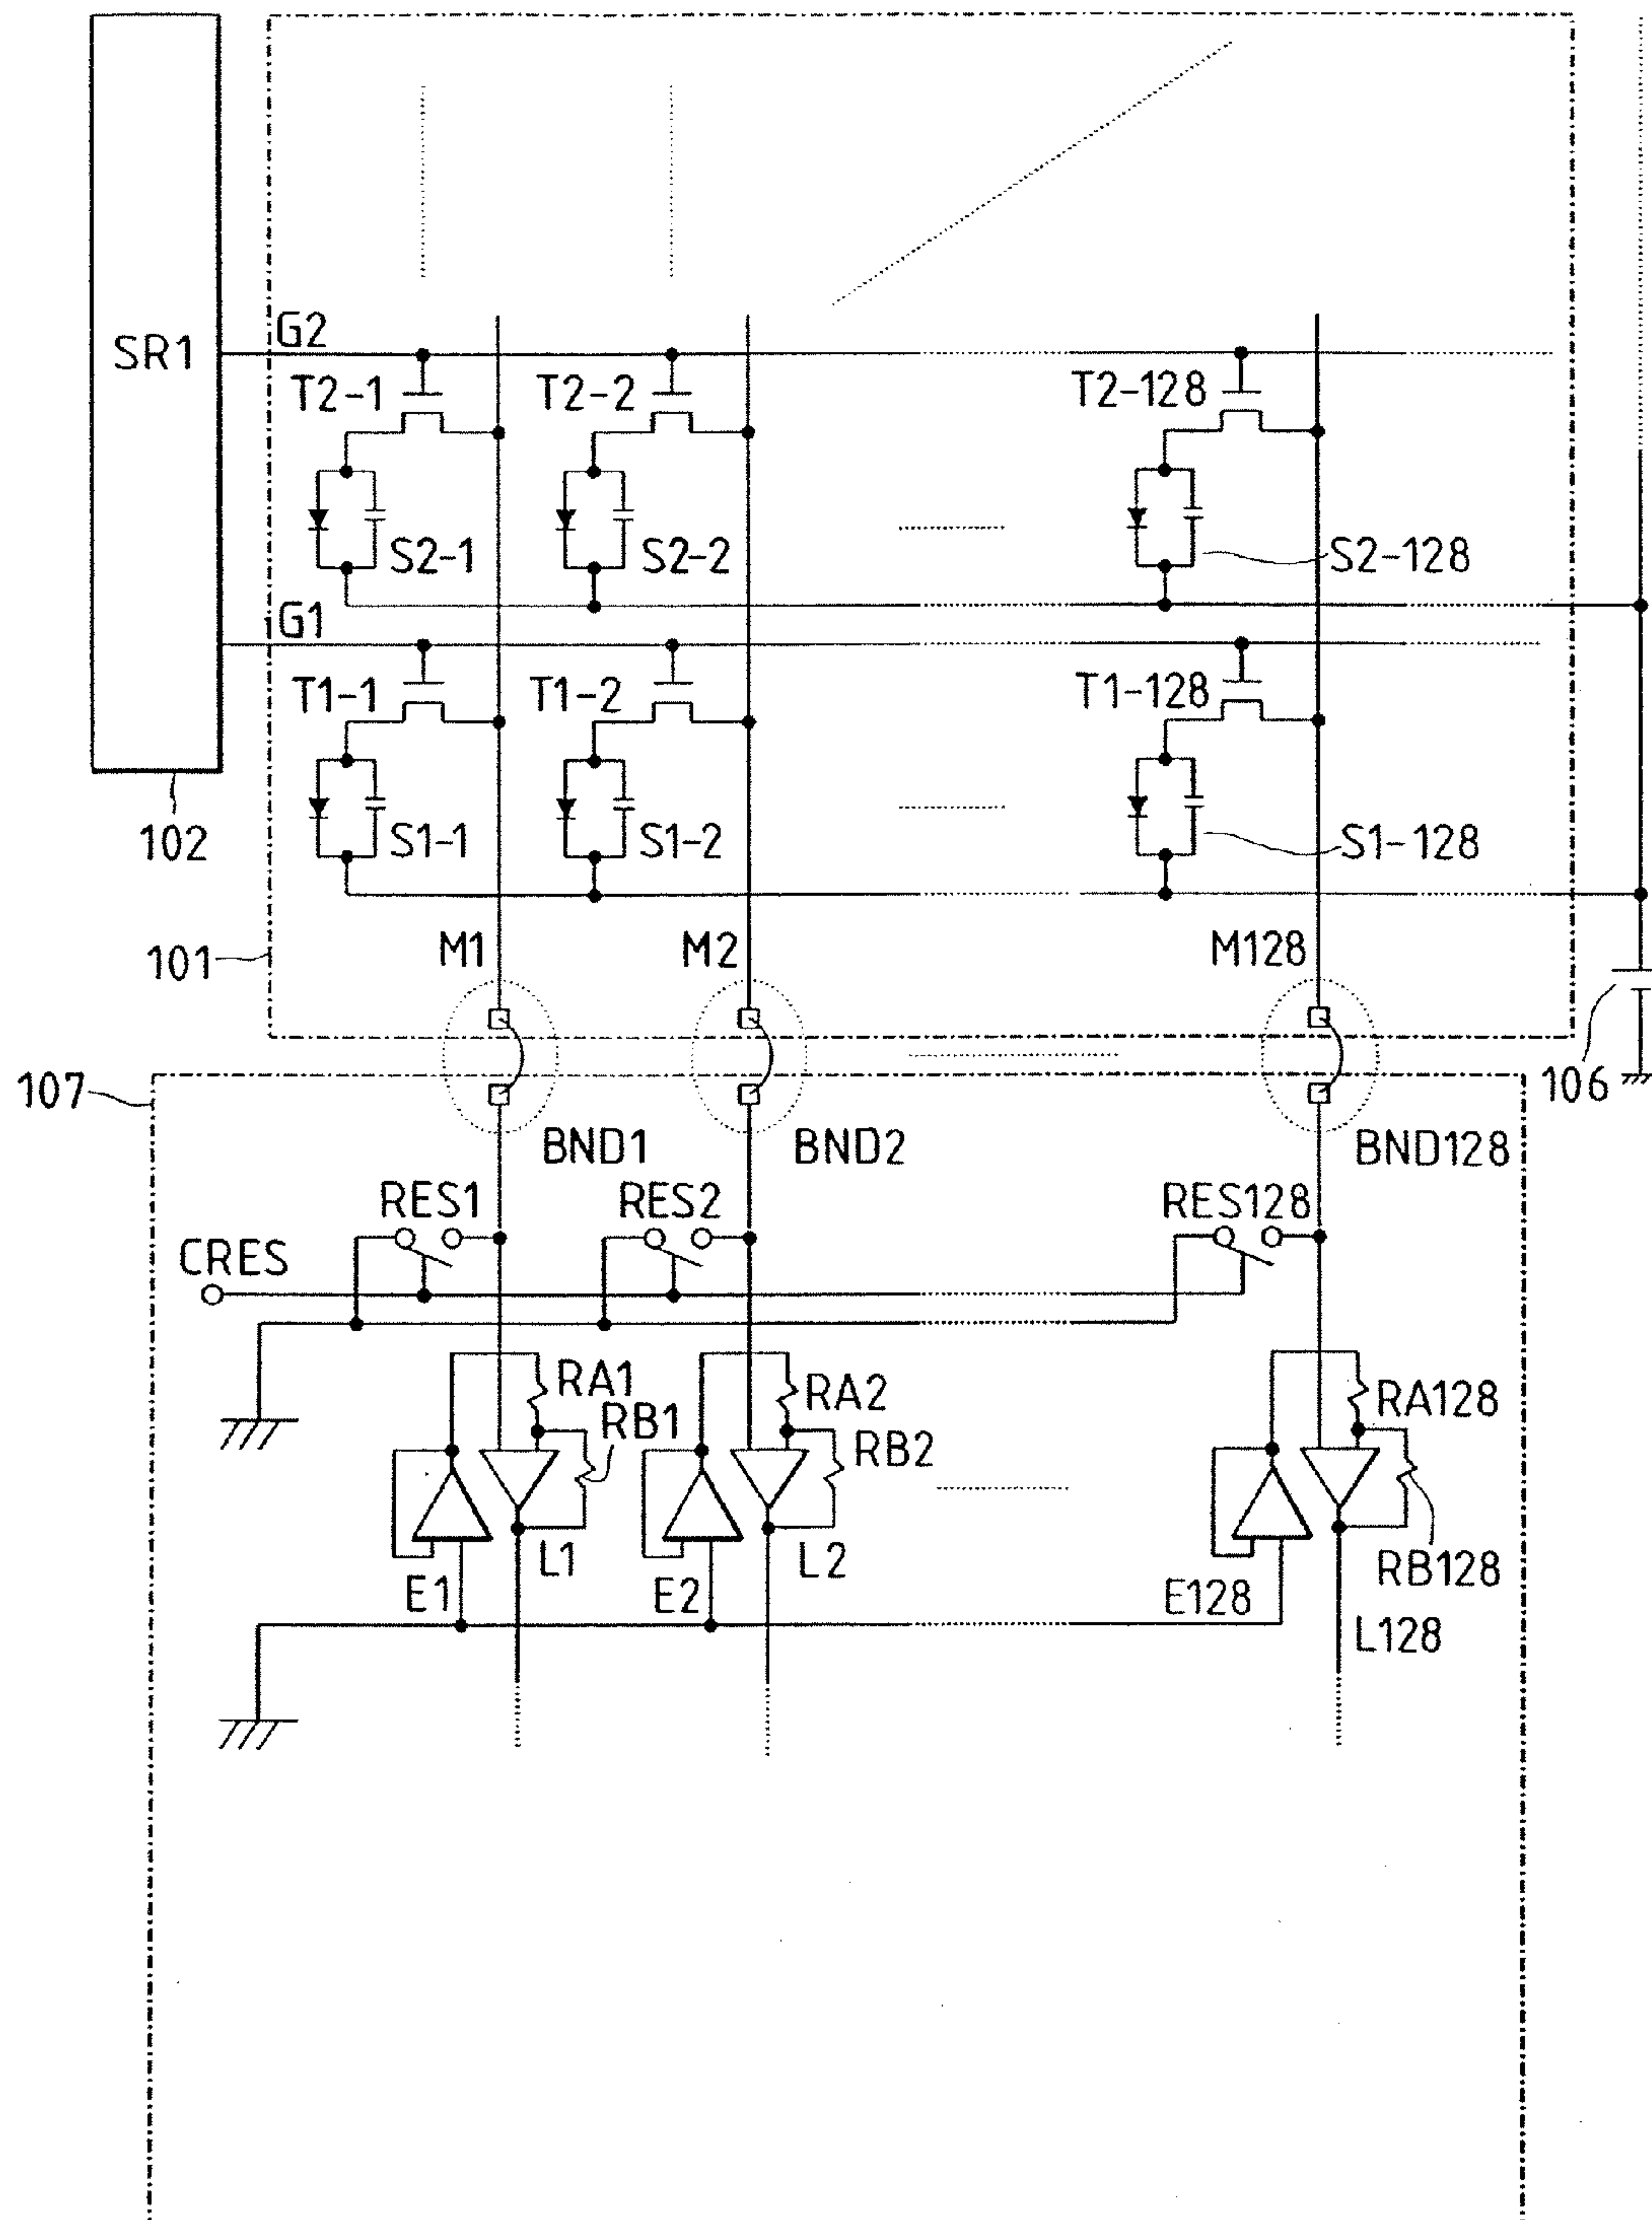 SR1
G2
T2-1 T2-2 T2-128
S2-1 S2-2 S2-128
G1
T1-1 T1-2 T1-128
102 S1-1 S1-2 S1-128
101 M1 M2 M128
107 106
BND1 BND2 BND128
RES1 RES2 RES128
CRES
RA1 RA2 RA128
RB1 RB2
E1 L1 E2 L2 E128 RB128
L128